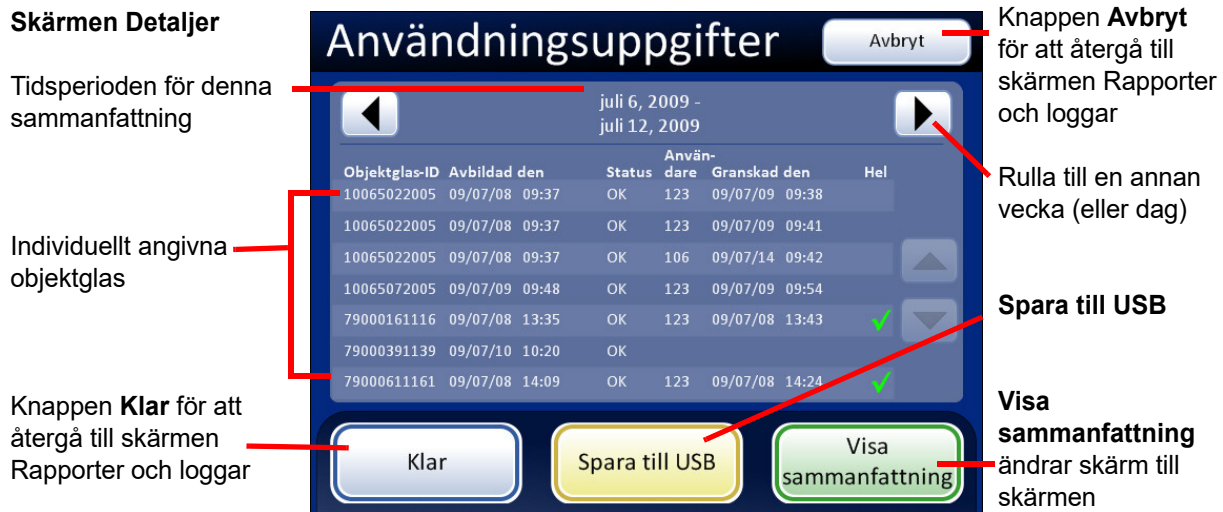 Skärmen Detaljer
Tidsperioden för denna
sammanfattning
Individuellt angivna
objektglas
Knappen Klar för att
återgå till skärmen
Rapporter och loggar
Användningsuppgifter
Avbryt
juli 6, 2009 -
juli 12, 2009
Objektglas-ID Avbildad den Status Använ-
dare Granskad den Hel
10065022005 09/07/08 09:37 OK 123 09/07/09 09:38
10065022005 09/07/08 09:37 OK 123 09/07/09 09:41
10065022005 09/07/08 09:37 OK 106 09/07/14 09:42
10065072005 09/07/09 09:48 OK 123 09/07/09 09:54
79000161116 09/07/08 13:35 OK 123 09/07/08 13:43 ✓
79000391139 09/07/10 10:20 OK
79000611161 09/07/08 14:09 OK 123 09/07/08 14:24 ✓
Klar
Spara till USB
Visa
sammanfattning
Knappen Avbryt
för att återgå till
skärmen Rapporter
och loggar
Rulla till en annan
vecka (eller dag)
Spara till USB
Visa
sammanfattning
ändrar skärm till
skärmen